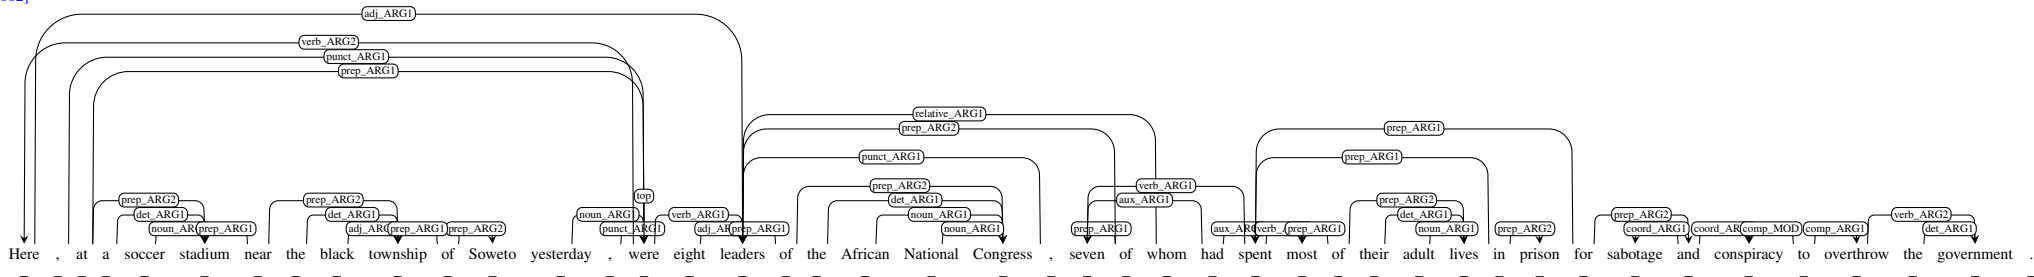 adj_ARG1
verb_ARG2
punct_ARG1
prep_ARG1
relative_ARG1
prep_ARG2 prep_ARG1
punct_ARG1 prep_ARG1
prep_ARG2 verb_ARG1
top
prep_ARG2 prep_ARG2 det_ARG1 aux_ARG1 prep_ARG2
det_ARG1 det_ARG1 noun_ARG1 verb_ARG1 noun_ARG1 det_ARG1 prep_ARG2 verb_ARG2
prep_ARG1 prep_ARG1 prep_ARG2 punct_ARG1 prep_ARG1 noun_ARG1 prep_ARG1 prep_ARG1 noun_ARG1 prep_ARG2 coord_ARG1 comp_MOD comp_ARG1 det_ARG1
Here , at a soccer stadium near the black township of Soweto yesterday , were eight leaders of the African National Congress , seven of whom had spent most of their adult lives in prison for sabotage and conspiracy to overthrow the government .